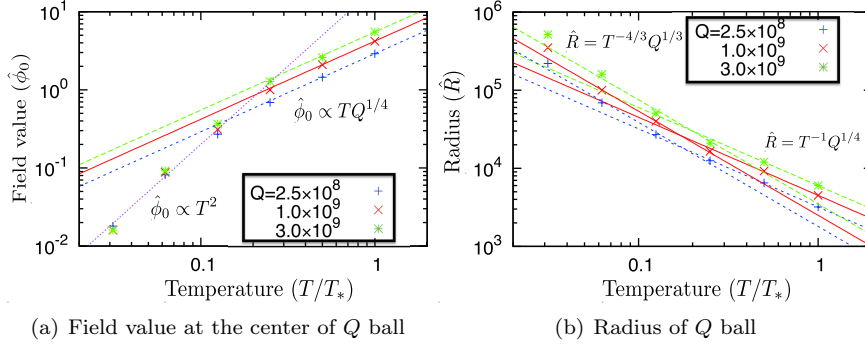 10^1
10^0
10^-1
10^-2
Field value (ϕ̂₀)
ϕ̂₀ ∝ TQ^1/4
ϕ̂₀ ∝ T^2
Q=2.5×10^8
1.0×10^9
3.0×10^9
0.1 1
Temperature (T/T_*)
(a) Field value at the center of Q ball
10^6
10^5
10^4
10^3
Radius (R̂)
R̂ = T^-4/3 Q^1/3
Q=2.5×10^8
1.0×10^9
3.0×10^9
R̂ = T^-1 Q^1/4
0.1 1
Temperature (T/T_*)
(b) Radius of Q ball